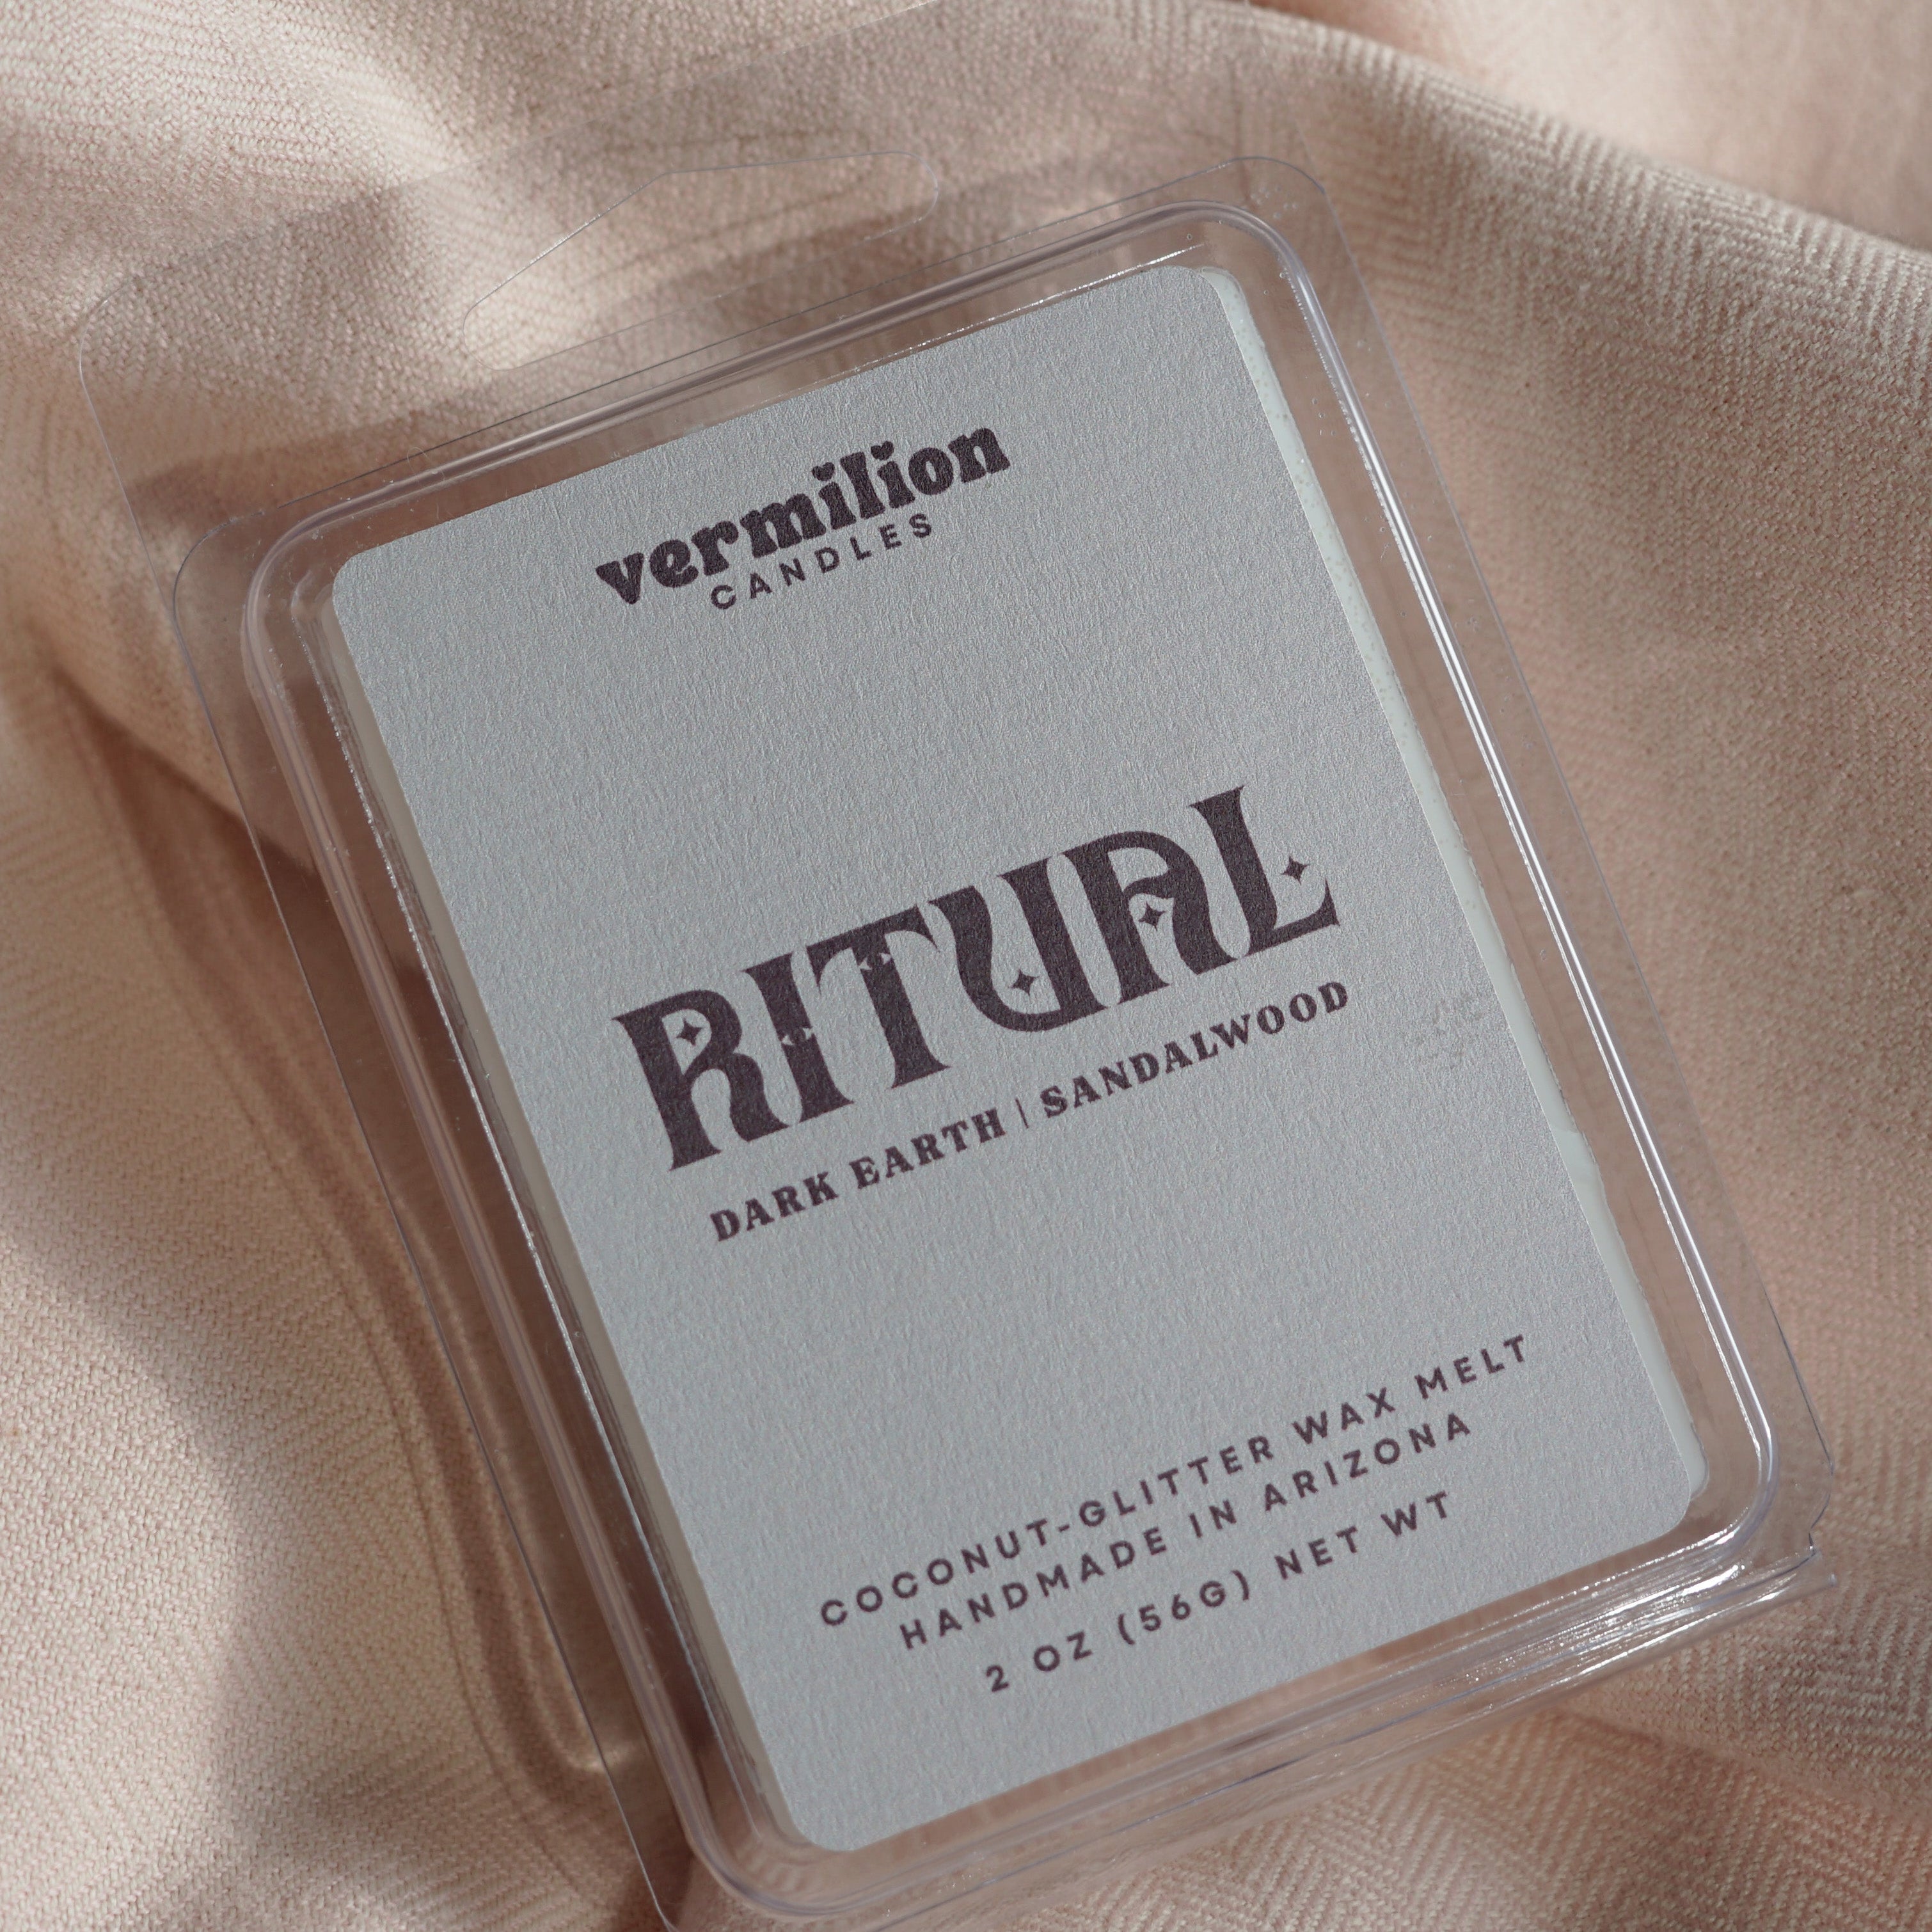 vermilion
CANDLES
RITUAL
DARK EARTH | SANDALWOOD
COCONUT-GLITTER WAX MELT
HANDMADE IN ARIZONA
2 OZ (56G) NET WT